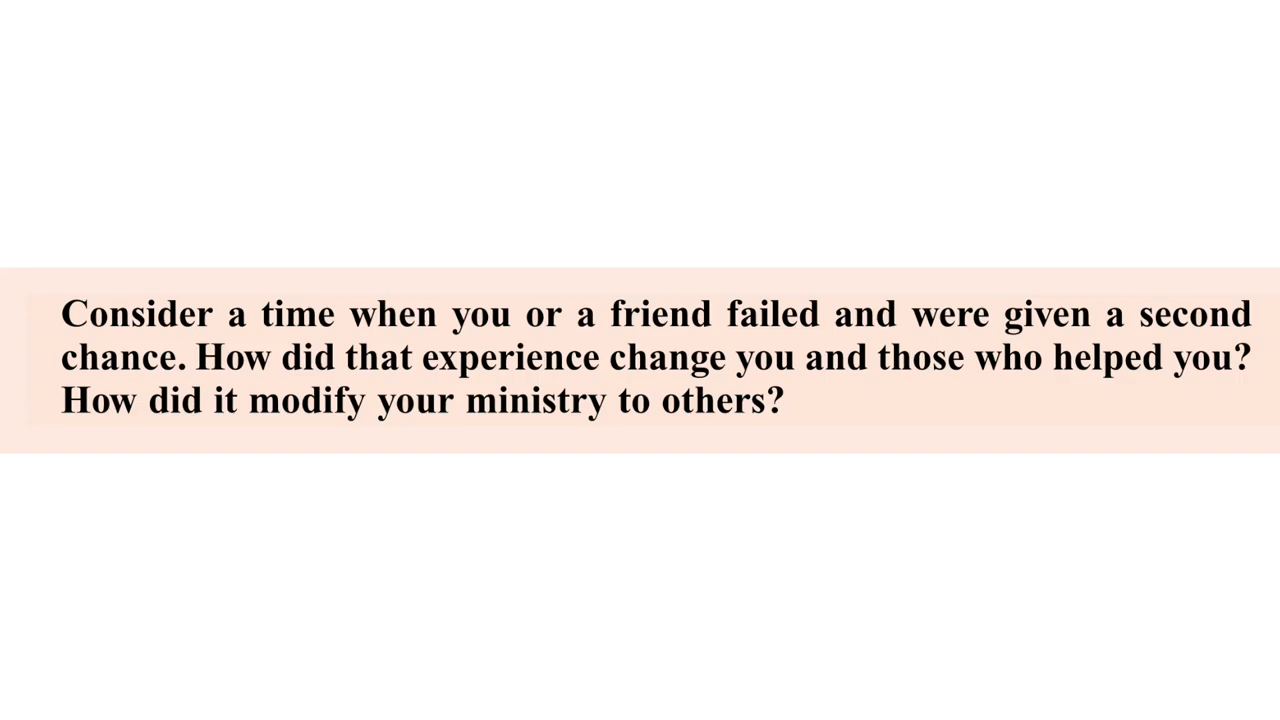 Consider a time when you or a friend failed and were given a second
chance. How did that experience change you and those who helped you?
How did it modify your ministry to others?